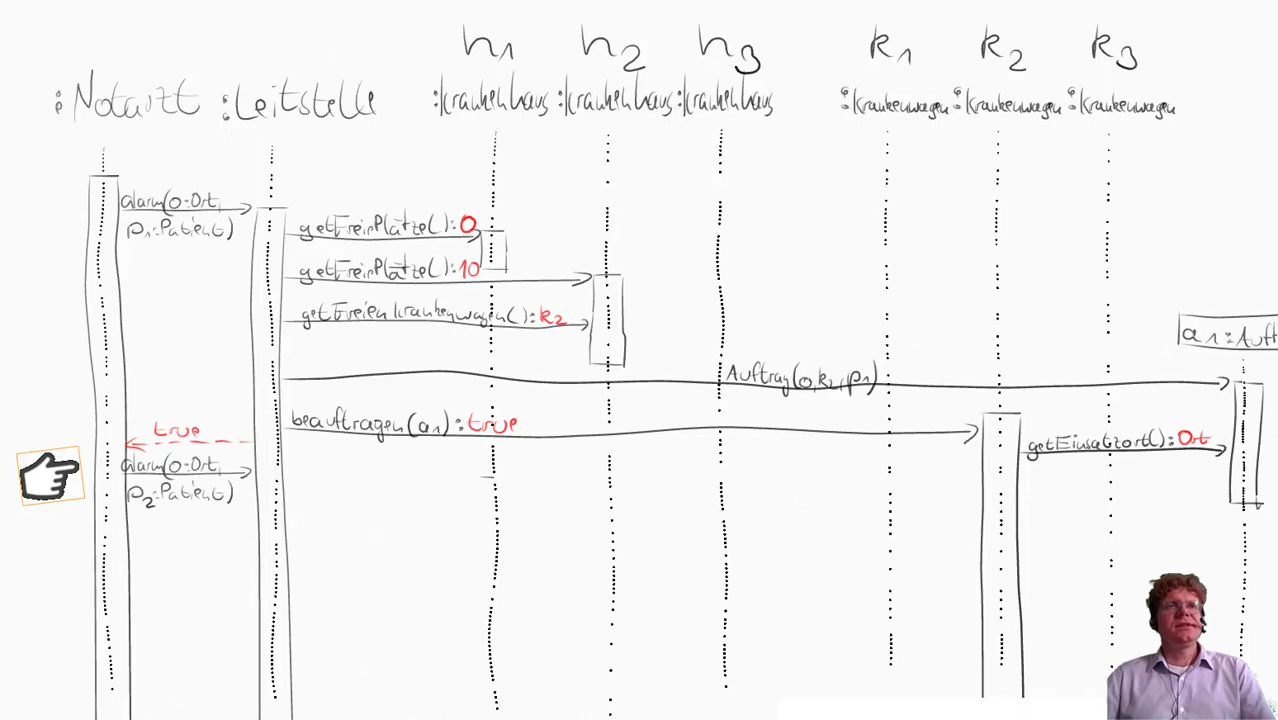 h1 h2 h3 k1 k2 k3
:Notarzt :Leitstelle :Krankenhaus :Krankenhaus :Krankenhaus :Krankenwagen :Krankenwagen :Krankenwagen
alarm(o:Ort,
p1:Patient)
getFreiePlätze():0
getFreiePlätze():10
getFreienKrankenwagen():k2
a1:Auft
Auftrag(o,k2,p1)
beauftragen(a1):true
true
getEinsatzort():Ort
alarm(o:Ort,
p2:Patient)